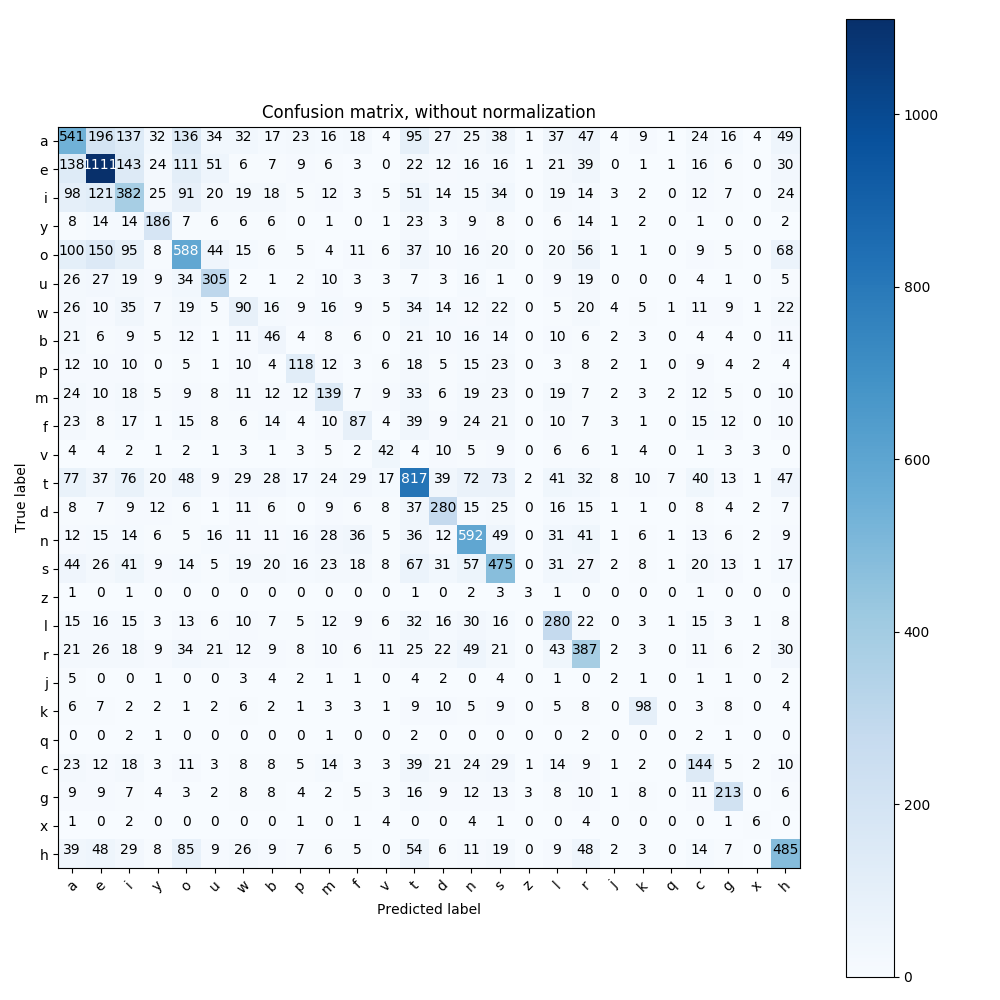 Confusion matrix, without normalization
a 541 196 137 32 136 34 32 17 23 16 18 4 95 27 25 38 1 37 47 4 9 1 24 16 4 49
e 138 1111 143 24 111 51 6 7 9 6 3 0 22 12 16 16 1 21 39 0 1 1 16 6 0 30
i 98 121 382 25 91 20 19 18 5 12 3 5 51 14 15 34 0 19 14 3 2 0 12 7 0 24
y 8 14 14 186 7 6 6 6 0 1 0 1 23 3 9 8 0 6 14 1 2 0 1 0 0 2
o 100 150 95 8 588 44 15 6 5 4 11 6 37 10 16 20 0 20 56 1 1 0 9 5 0 68
u 26 27 19 9 34 305 2 1 2 10 3 3 7 3 16 1 0 9 19 0 0 0 4 1 0 5
w 26 10 35 7 19 5 90 16 9 16 9 5 34 14 12 22 0 5 20 4 5 1 11 9 1 22
b 21 6 9 5 12 1 11 46 4 8 6 0 21 10 16 14 0 10 6 2 3 0 4 4 0 11
p 12 10 10 0 5 1 10 4 118 12 3 6 18 5 15 23 0 3 8 2 1 0 9 4 2 4
m 24 10 18 5 9 8 11 12 12 139 7 9 33 6 19 23 0 19 7 2 3 2 12 5 0 10
f 23 8 17 1 15 8 6 14 4 10 87 4 39 9 24 21 0 10 7 3 1 0 15 12 0 10
v 4 4 2 1 2 1 3 1 3 5 2 42 4 10 5 9 0 6 6 1 4 0 1 3 3 0
t 77 37 76 20 48 9 29 28 17 24 29 17 817 39 72 73 2 41 32 8 10 7 40 13 1 47
d 8 7 9 12 6 1 11 6 0 9 6 8 37 280 15 25 0 16 15 1 1 0 8 4 2 7
n 12 15 14 6 5 16 11 11 16 28 36 5 36 12 592 49 0 31 41 1 6 1 13 6 2 9
s 44 26 41 9 14 5 19 20 16 23 18 8 67 31 57 475 0 31 27 2 8 1 20 13 1 17
z 1 0 1 0 0 0 0 0 0 0 0 0 1 0 2 3 3 1 0 0 0 0 1 0 0 0
l 15 16 15 3 13 6 10 7 5 12 9 6 32 16 30 16 0 280 22 0 3 1 15 3 1 8
r 21 26 18 9 34 21 12 9 8 10 6 11 25 22 49 21 0 43 387 2 3 0 11 6 2 30
j 5 0 0 1 0 0 3 4 2 1 1 0 4 2 0 4 0 1 0 2 1 0 1 1 0 2
k 6 7 2 2 1 2 6 2 1 3 3 1 9 10 5 9 0 5 8 0 98 0 3 8 0 4
q 0 0 2 1 0 0 0 0 0 1 0 0 2 0 0 0 0 0 2 0 0 0 2 1 0 0
c 23 12 18 3 11 3 8 8 5 14 3 3 39 21 24 29 1 14 9 1 2 0 144 5 2 10
g 9 9 7 4 3 2 8 8 4 2 5 3 16 9 12 13 3 8 10 1 8 0 11 213 0 6
x 1 0 2 0 0 0 0 0 1 0 1 4 0 0 4 1 0 0 4 0 0 0 0 1 6 0
h 39 48 29 8 85 9 26 9 7 6 5 0 54 6 11 19 0 9 48 2 3 0 14 7 0 485
a e i y o u w b p m f v t d n s z l r j k q c g x h
Predicted label
True label
1000
800
600
400
200
0